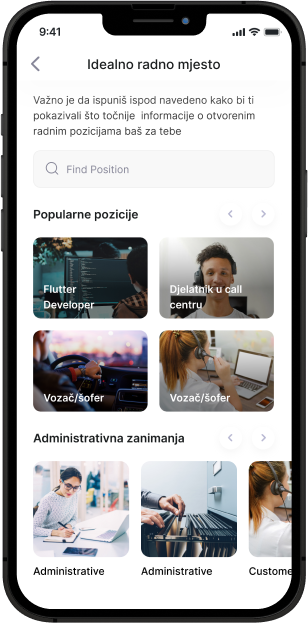 9:41
Idealno radno mjesto
Važno je da ispuniš ispod navedeno kako bi ti
pokazivali što točnije informacije o otvorenim
radnim pozicijama baš za tebe
Find Position
Popularne pozicije
Flutter
Developer
Djelatnik u call
centru
Vozač/šofer
Vozač/šofer
Administrativna zanimanja
Administrative
Administrative
Custome